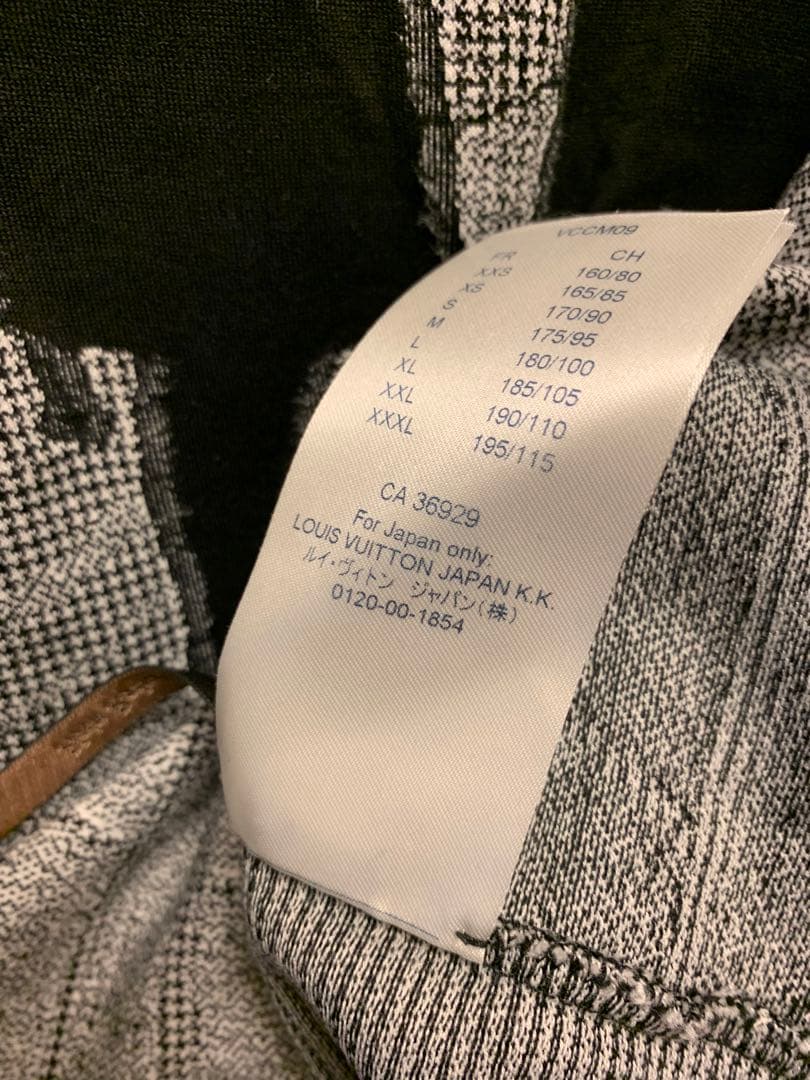 VCCM09
FR CH
XXS 160/80
XS 165/85
S 170/90
M 175/95
L 180/100
XL 185/105
XXL 190/110
XXXL 195/115
CA 36929
For Japan only:
LOUIS VUITTON JAPAN K.K.
ルイ・ヴィトン ジャパン(株)
0120-00-1854